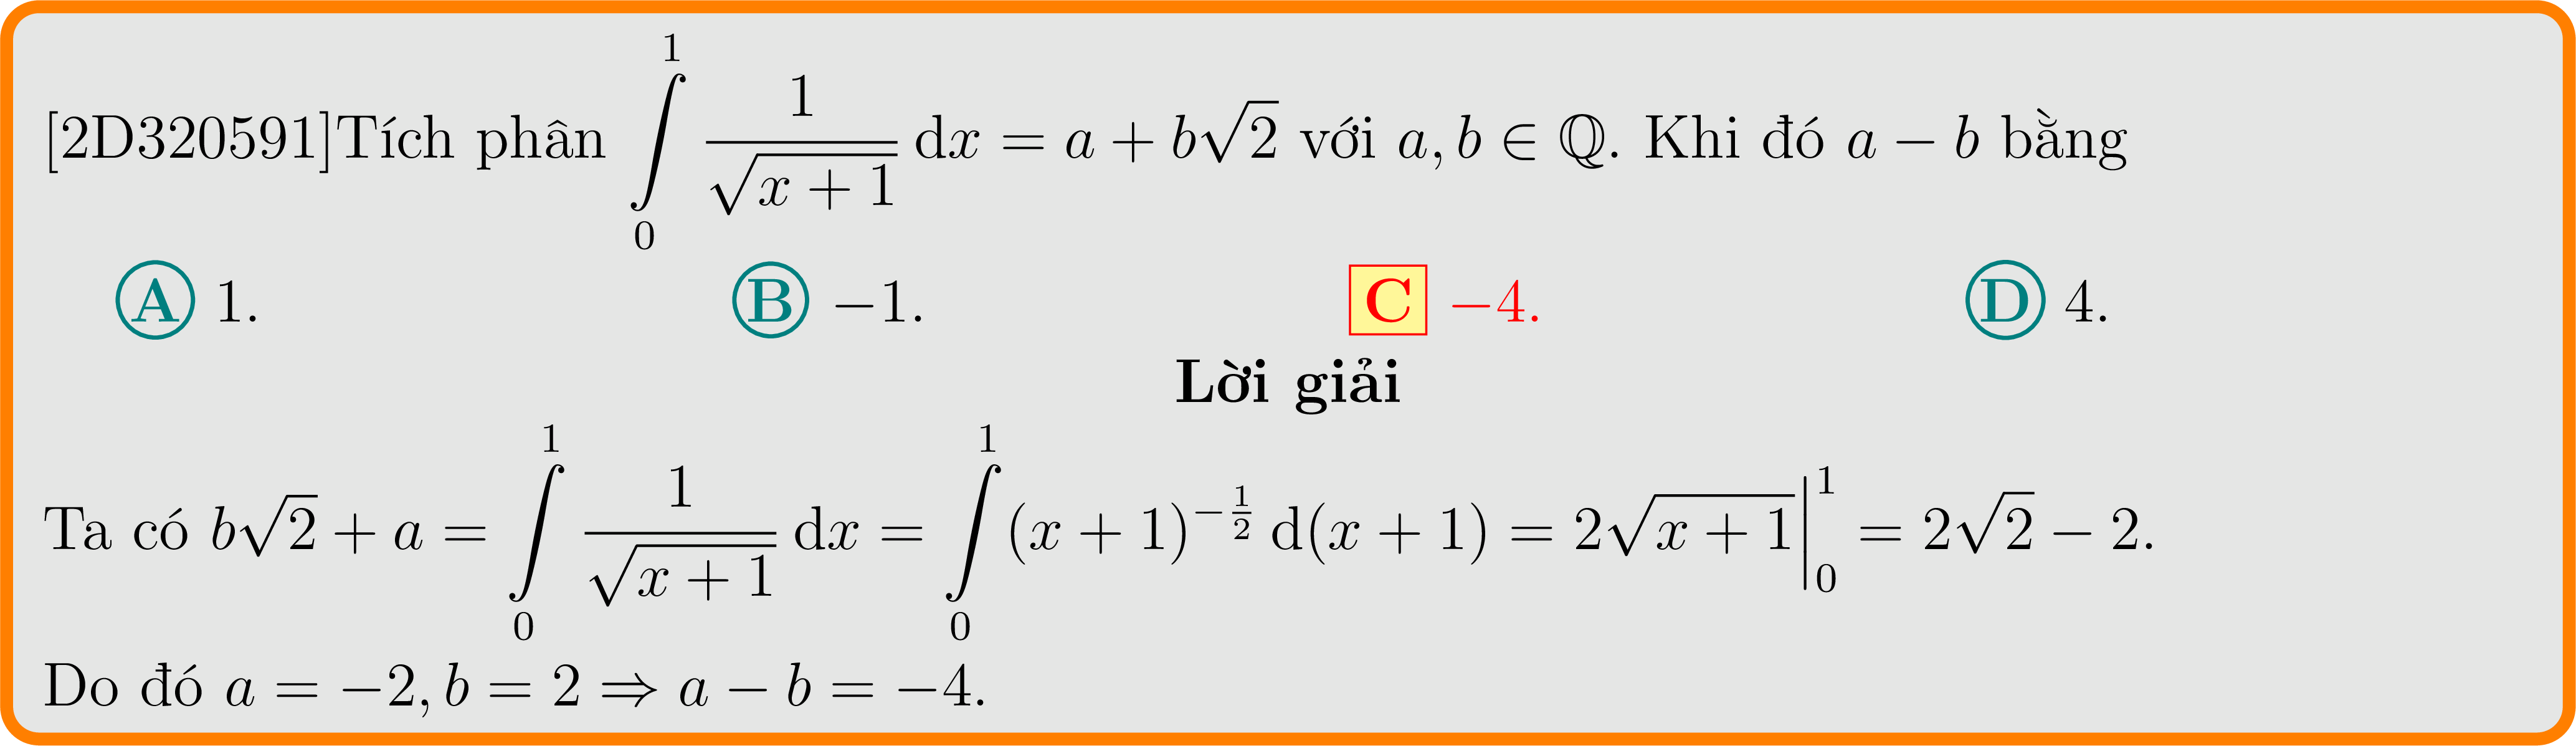 [2D320591]Tích phân $\int\limits_0^1 \frac{1}{\sqrt{x+1}}\,\mathrm{d}x = a + b\sqrt{2}$ với $a, b \in \mathbb{Q}$. Khi đó $a - b$ bằng
A 1. B −1. C −4. D 4.
Lời giải
Ta có $b\sqrt{2} + a = \int\limits_0^1 \frac{1}{\sqrt{x+1}}\,\mathrm{d}x = \int\limits_0^1 (x+1)^{-\frac{1}{2}}\,\mathrm{d}(x+1) = 2\sqrt{x+1}\Big|_0^1 = 2\sqrt{2} - 2.$
Do đó $a = -2, b = 2 \Rightarrow a - b = -4.$